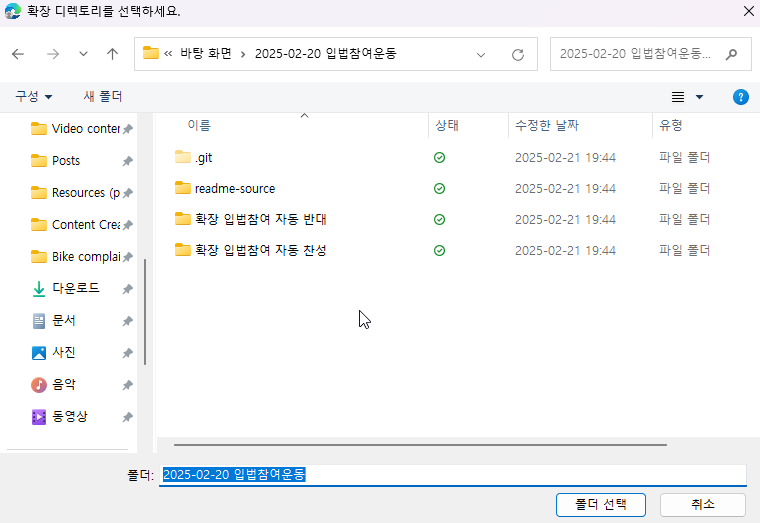 확장 디렉토리를 선택하세요.
« 바탕 화면 › 2025-02-20 입법참여운동
2025-02-20 입법참여운동...
구성 새 폴더
이름 상태 수정한 날짜 유형
Video conter
Posts
Resources (p
Content Crea
Bike complai
다운로드
문서
사진
음악
동영상
.git 2025-02-21 19:44 파일 폴더
readme-source 2025-02-21 19:44 파일 폴더
확장 입법참여 자동 반대 2025-02-21 19:44 파일 폴더
확장 입법참여 자동 찬성 2025-02-21 19:44 파일 폴더
폴더: 2025-02-20 입법참여운동
폴더 선택 취소